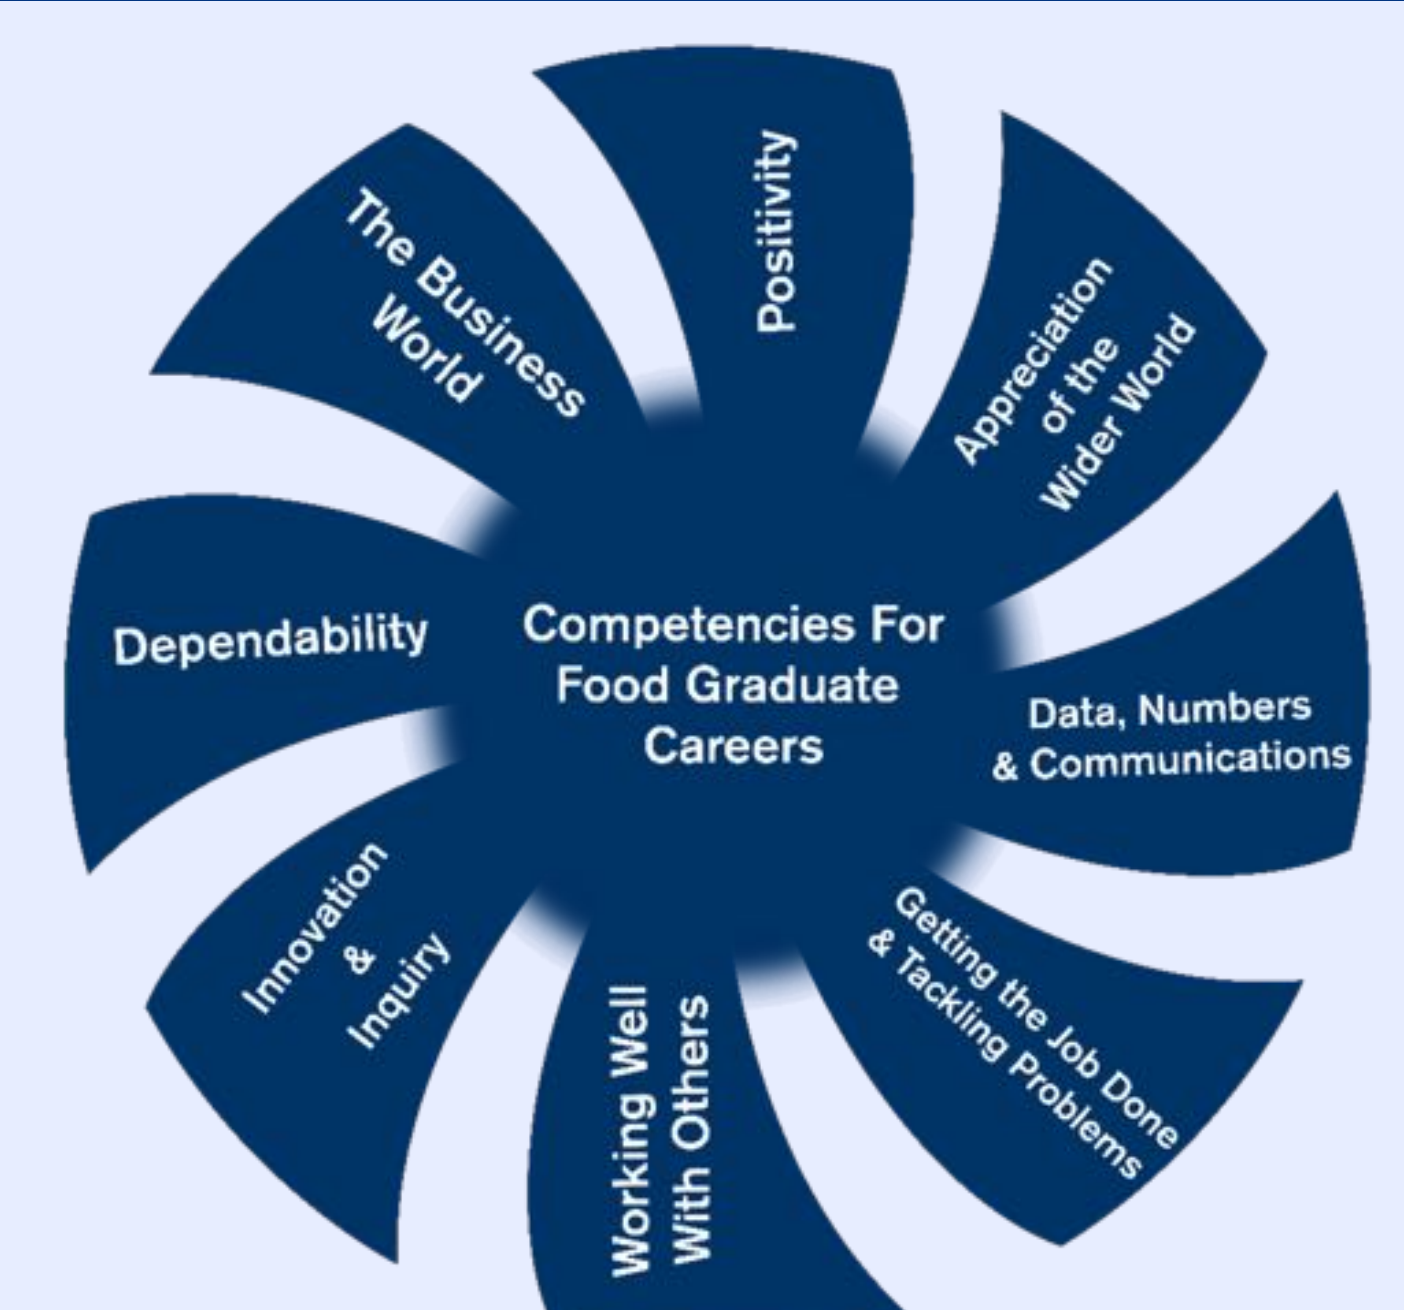 Competencies For
Food Graduate
Careers
Positivity
Appreciation
of the
Wider World
Data, Numbers
& Communications
Getting the Job Done
& Tackling Problems
Working Well
With Others
Innovation
&
Inquiry
Dependability
The Business
World